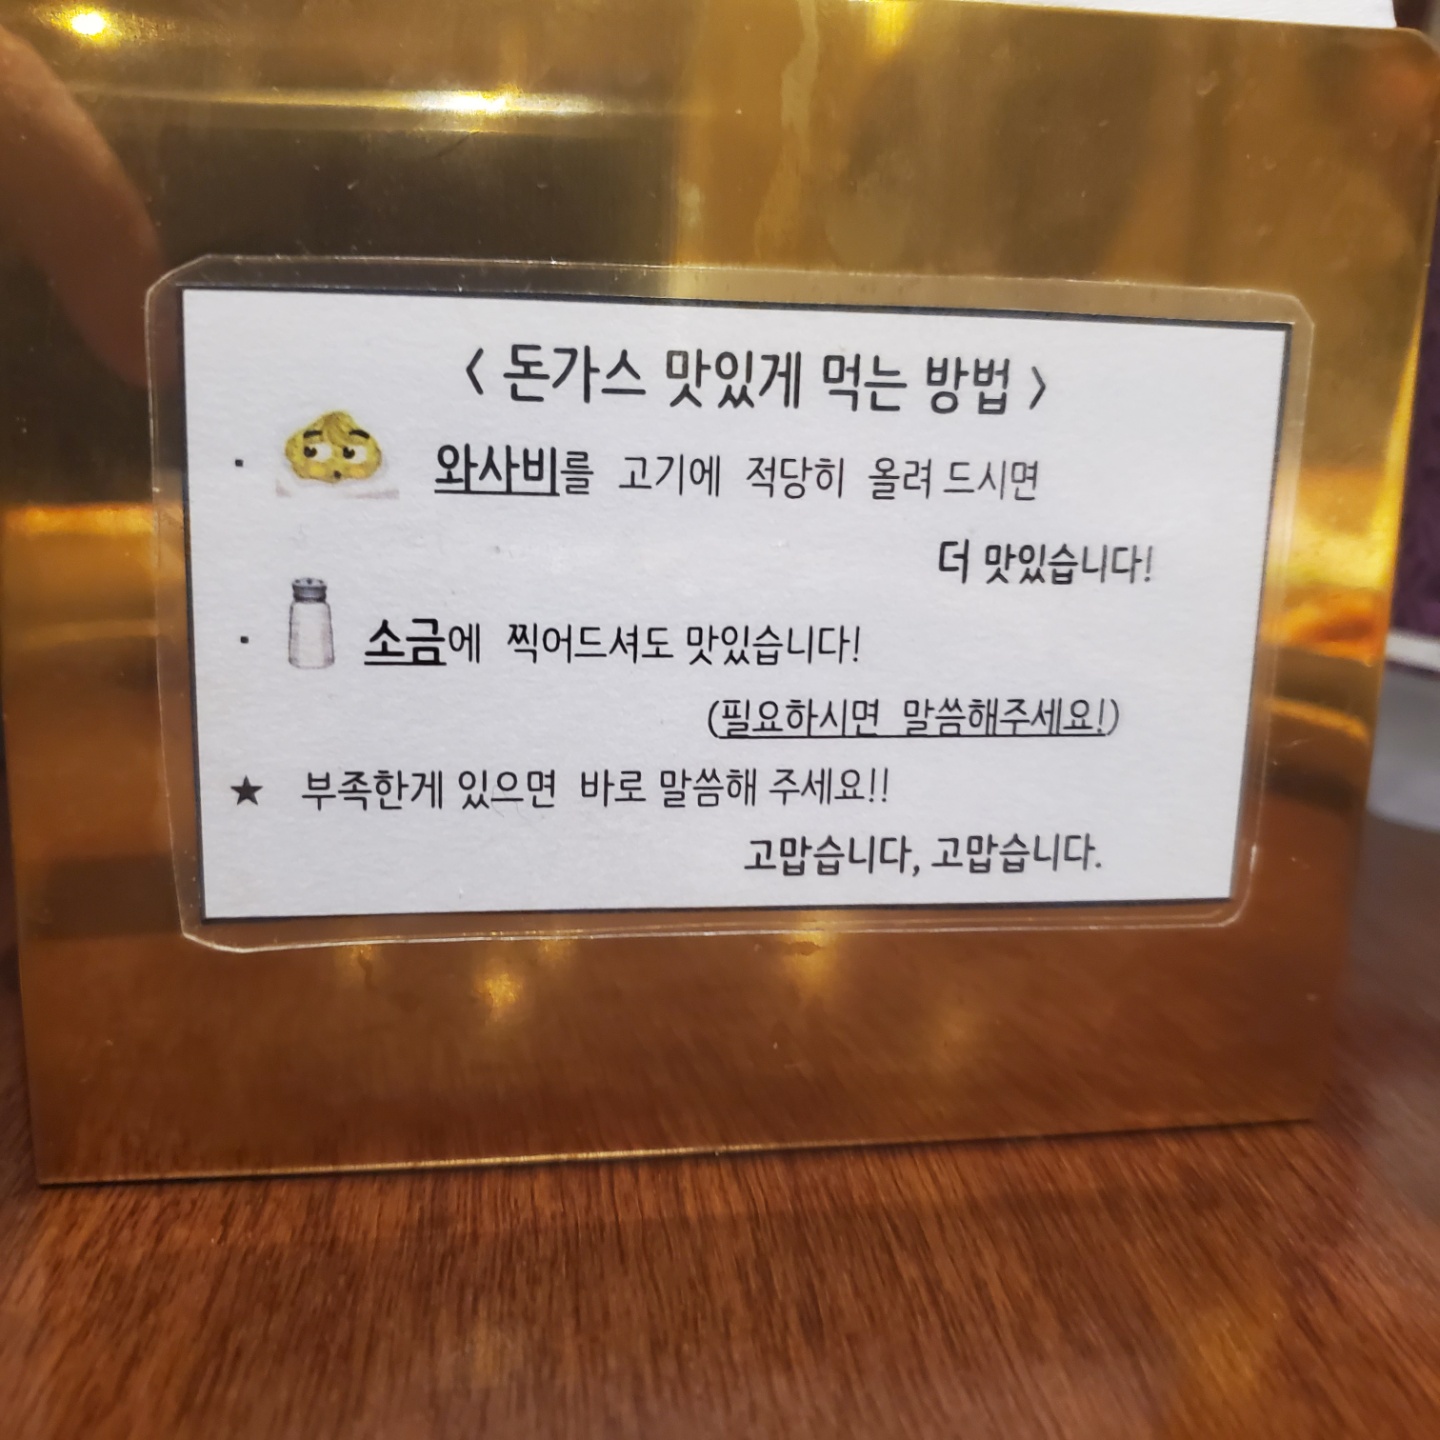 < 돈가스 맛있게 먹는 방법 >
· 와사비를 고기에 적당히 올려 드시면
더 맛있습니다!
· 소금에 찍어드셔도 맛있습니다!
(필요하시면 말씀해주세요!)
★ 부족한게 있으면 바로 말씀해 주세요!!
고맙습니다, 고맙습니다.